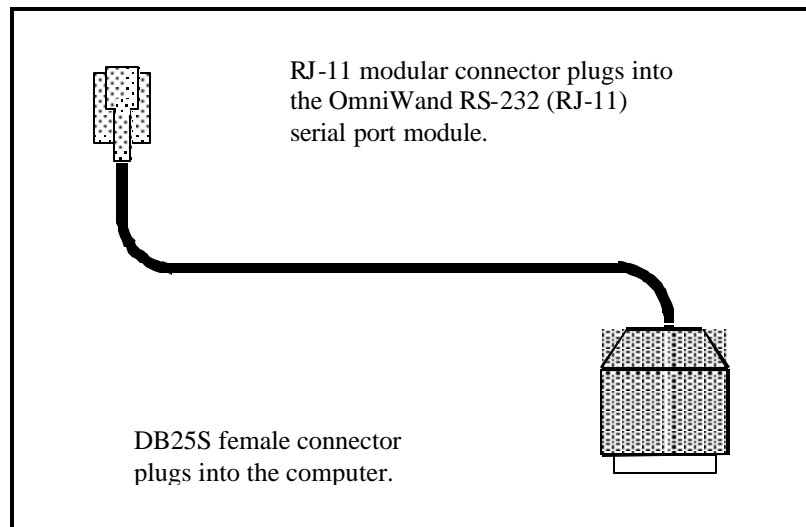 RJ-11 modular connector plugs into
the OmniWand RS-232 (RJ-11)
serial port module.
DB25S female connector
plugs into the computer.